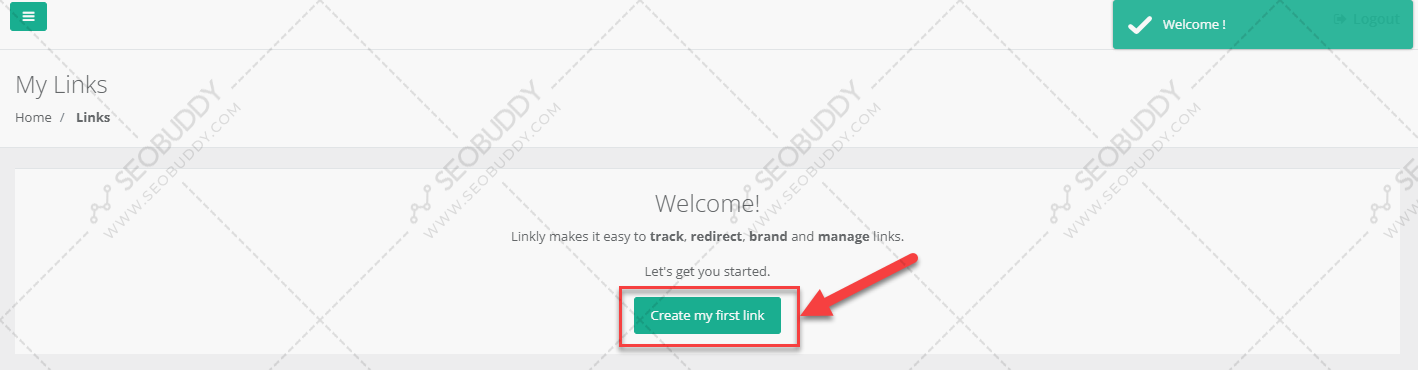 Welcome !
Logout
My Links
Home / Links
Welcome!
Linkly makes it easy to track, redirect, brand and manage links.
Let's get you started.
Create my first link
SEOBUDDY
WWW.SEOBUDDY.COM
SEOBUDDY
WWW.SEOBUDDY.COM
SEOBUDDY
WWW.SEOBUDDY.COM
SEOBUDDY
WWW.SEOBUDDY.COM